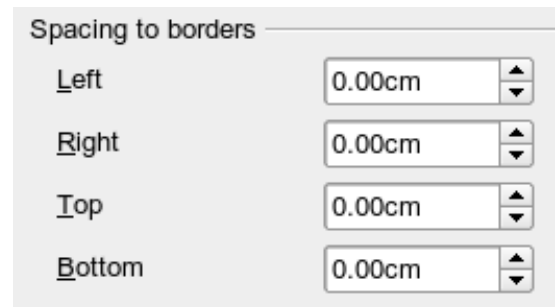 Spacing to borders
Left 0.00cm
Right 0.00cm
Top 0.00cm
Bottom 0.00cm